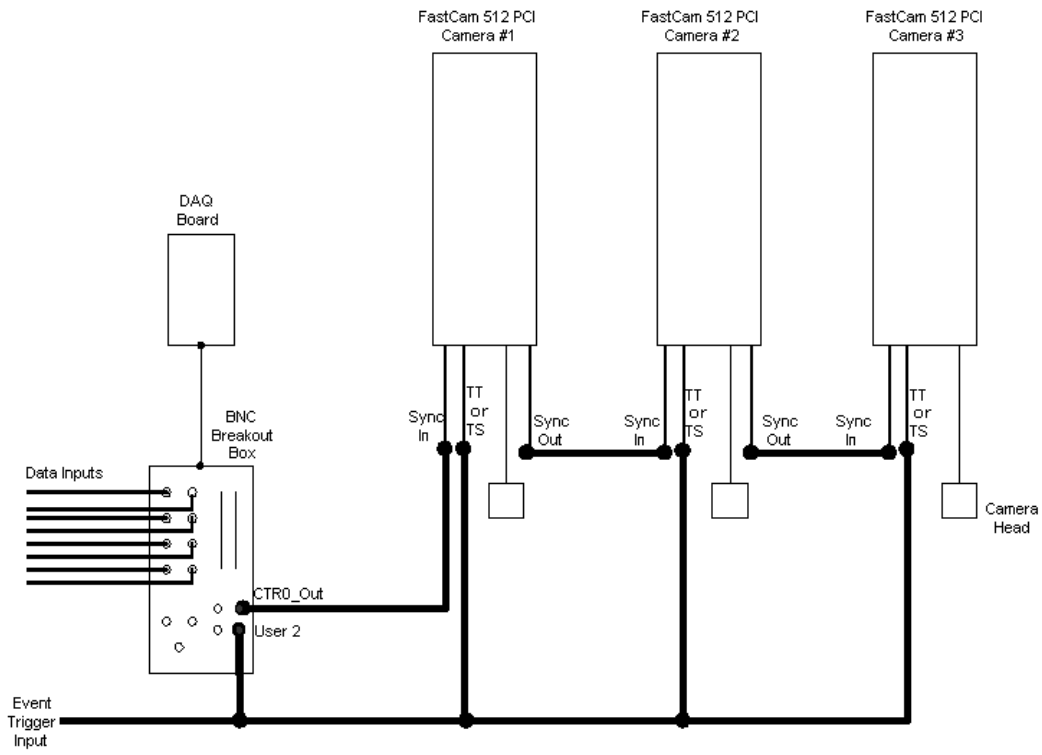 FastCam 512 PCI
Camera #1
FastCam 512 PCI
Camera #2
FastCam 512 PCI
Camera #3
DAQ
Board
BNC
Breakout
Box
Data Inputs
Sync
In
TT
or
TS
Sync
Out
Sync
In
TT
or
TS
Sync
Out
Sync
In
TT
or
TS
Camera
Head
CTR0_Out
User 2
Event
Trigger
Input